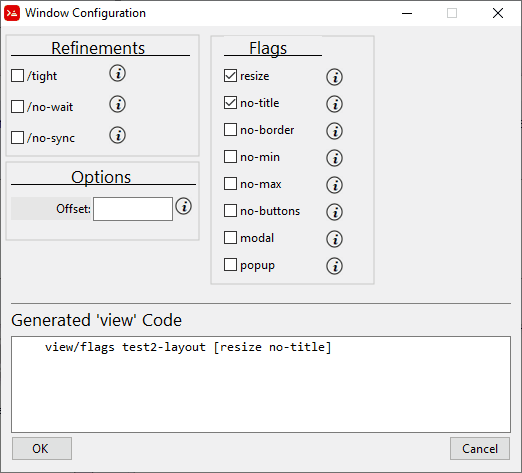 Window Configuration
Refinements
/tight
/no-wait
/no-sync
Options
Offset:
Flags
resize
no-title
no-border
no-min
no-max
no-buttons
modal
popup
Generated 'view' Code
view/flags test2-layout [resize no-title]
OK
Cancel